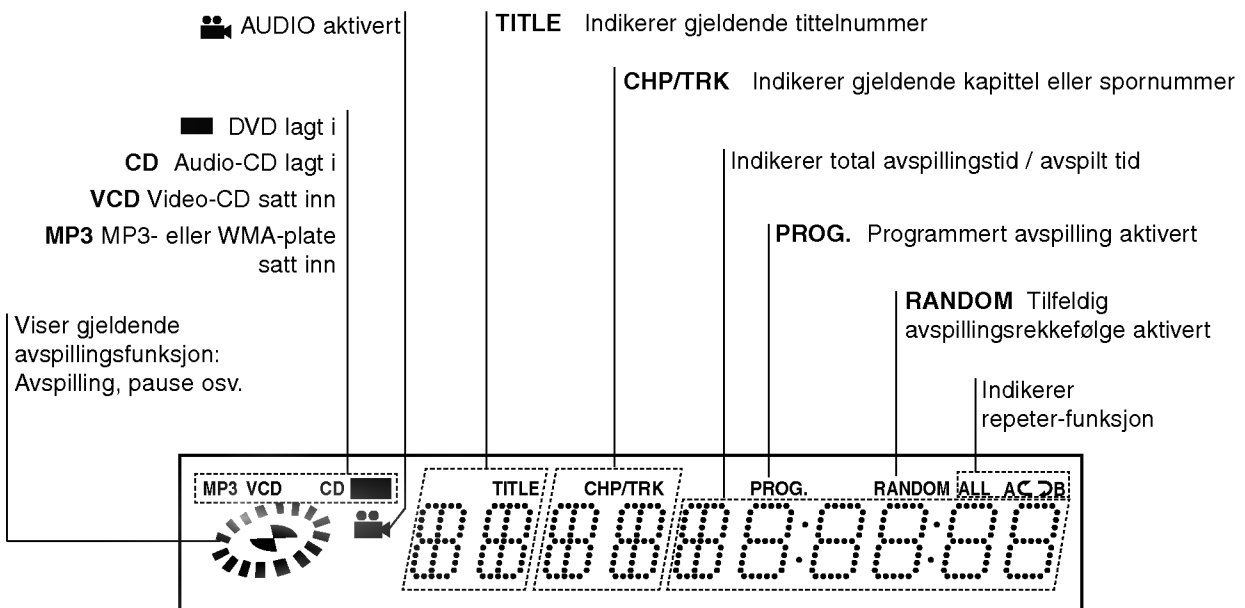 AUDIO aktivert
TITLE Indikerer gjeldende tittelnummer
CHP/TRK Indikerer gjeldende kapittel eller spornummer
DVD lagt i
CD Audio-CD lagt i
VCD Video-CD satt inn
MP3 MP3- eller WMA-plate
satt inn
Indikerer total avspillingstid / avspilt tid
PROG. Programmert avspilling aktivert
RANDOM Tilfeldig
avspillingsrekkefølge aktivert
Viser gjeldende
avspillingsfunksjon:
Avspilling, pause osv.
Indikerer
repeter-funksjon
MP3 VCD CD TITLE CHP/TRK PROG. RANDOM ALL A B